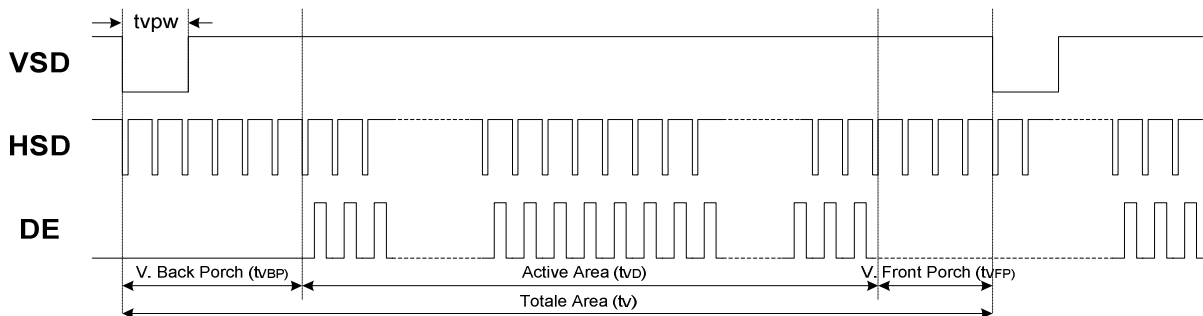 tvpw
VSD
HSD
DE
V. Back Porch (tVBP) Active Area (tVD) V. Front Porch (tVFP)
Totale Area (tV)